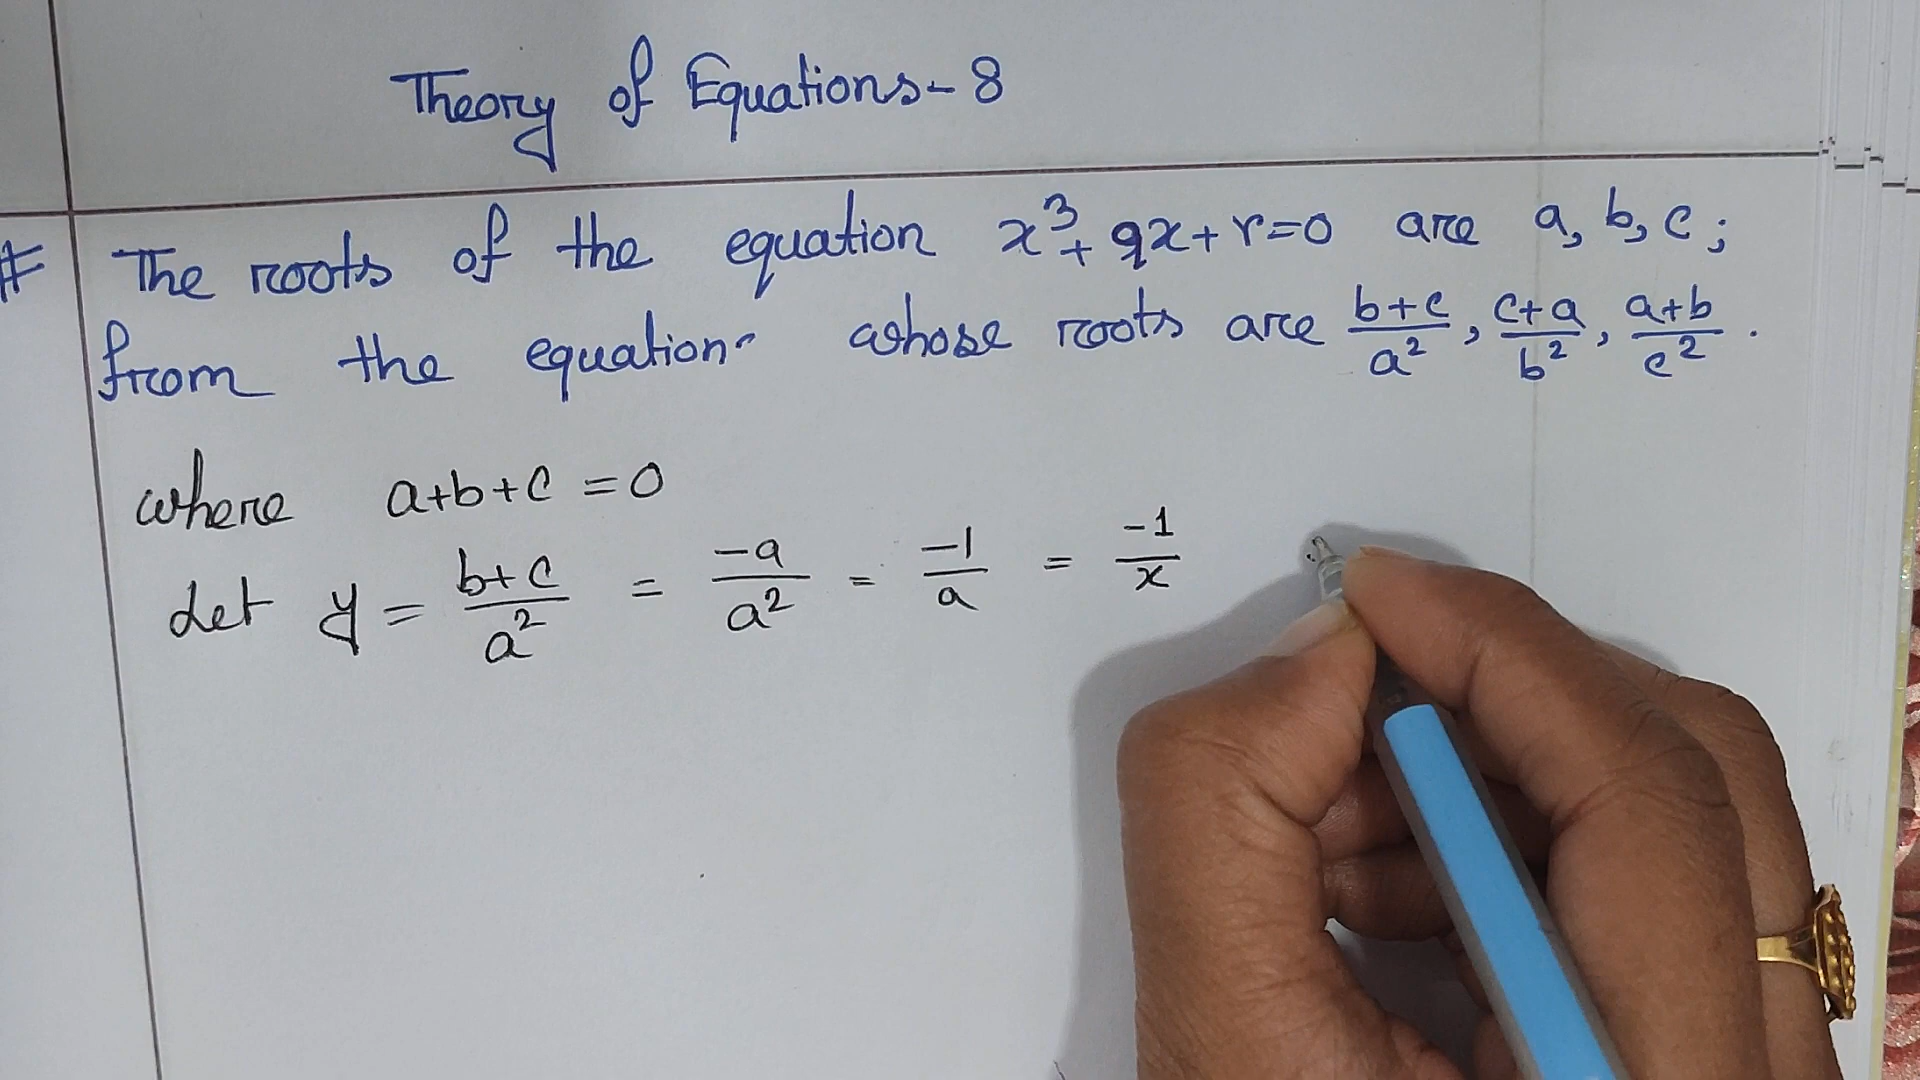 Theory of Equations-8
# The roots of the equation x³+qx+r=0 are a, b, c;
from the equation whose roots are (b+c)/a², (c+a)/b², (a+b)/c².
where a+b+c=0
Let y = (b+c)/a² = -a/a² = -1/a = -1/x